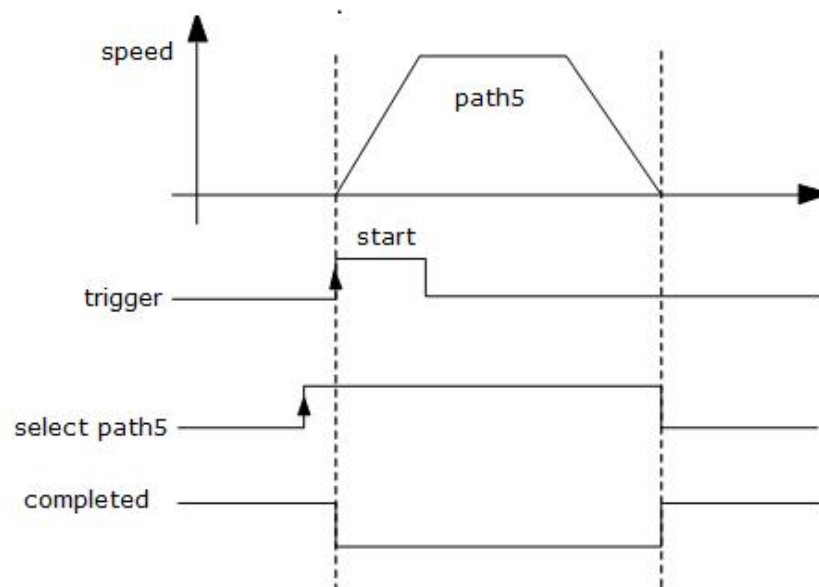 speed
path5
start
trigger
select path5
completed